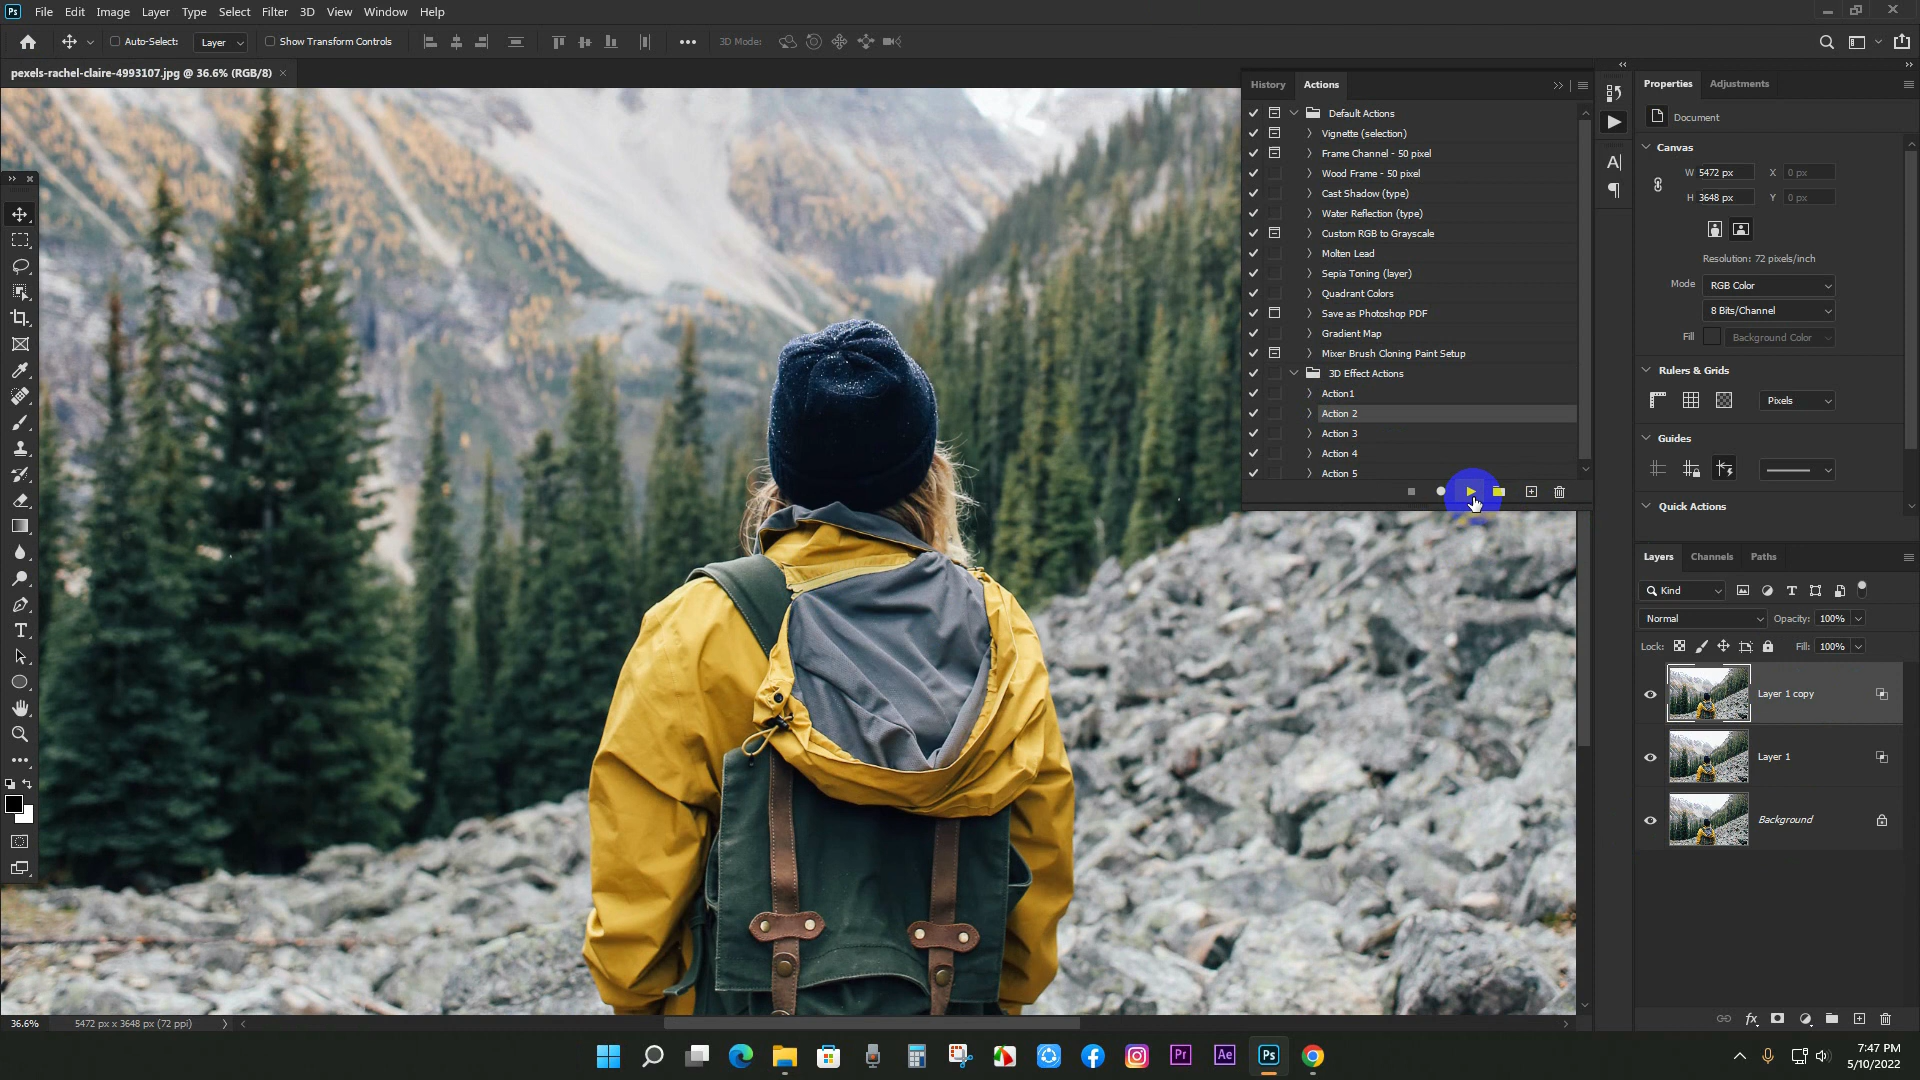 Ps File Edit Image Layer Type Select Filter 3D View Window Help
Auto-Select: Layer Show Transform Controls 3D Mode:
pexels-rachel-claire-4993107.jpg @ 36.6% (RGB/8)
History Actions
Default Actions
Vignette (selection)
Frame Channel - 50 pixel
Wood Frame - 50 pixel
Cast Shadow (type)
Water Reflection (type)
Custom RGB to Grayscale
Molten Lead
Sepia Toning (layer)
Quadrant Colors
Save as Photoshop PDF
Gradient Map
Mixer Brush Cloning Paint Setup
3D Effect Actions
Action1
Action 2
Action 3
Action 4
Action 5
Properties Adjustments
Document
Canvas
W 5472 px X 0 px
H 3648 px Y 0 px
Resolution: 72 pixels/inch
Mode RGB Color
8 Bits/Channel
Fill Background Color
Rulers & Grids
Pixels
Guides
Quick Actions
Layers Channels Paths
Kind
Normal Opacity: 100%
Lock: Fill: 100%
Layer 1 copy
Layer 1
Background
36.6% 5472 px x 3648 px (72 ppi)
Pr Ae Ps
7:47 PM
5/10/2022